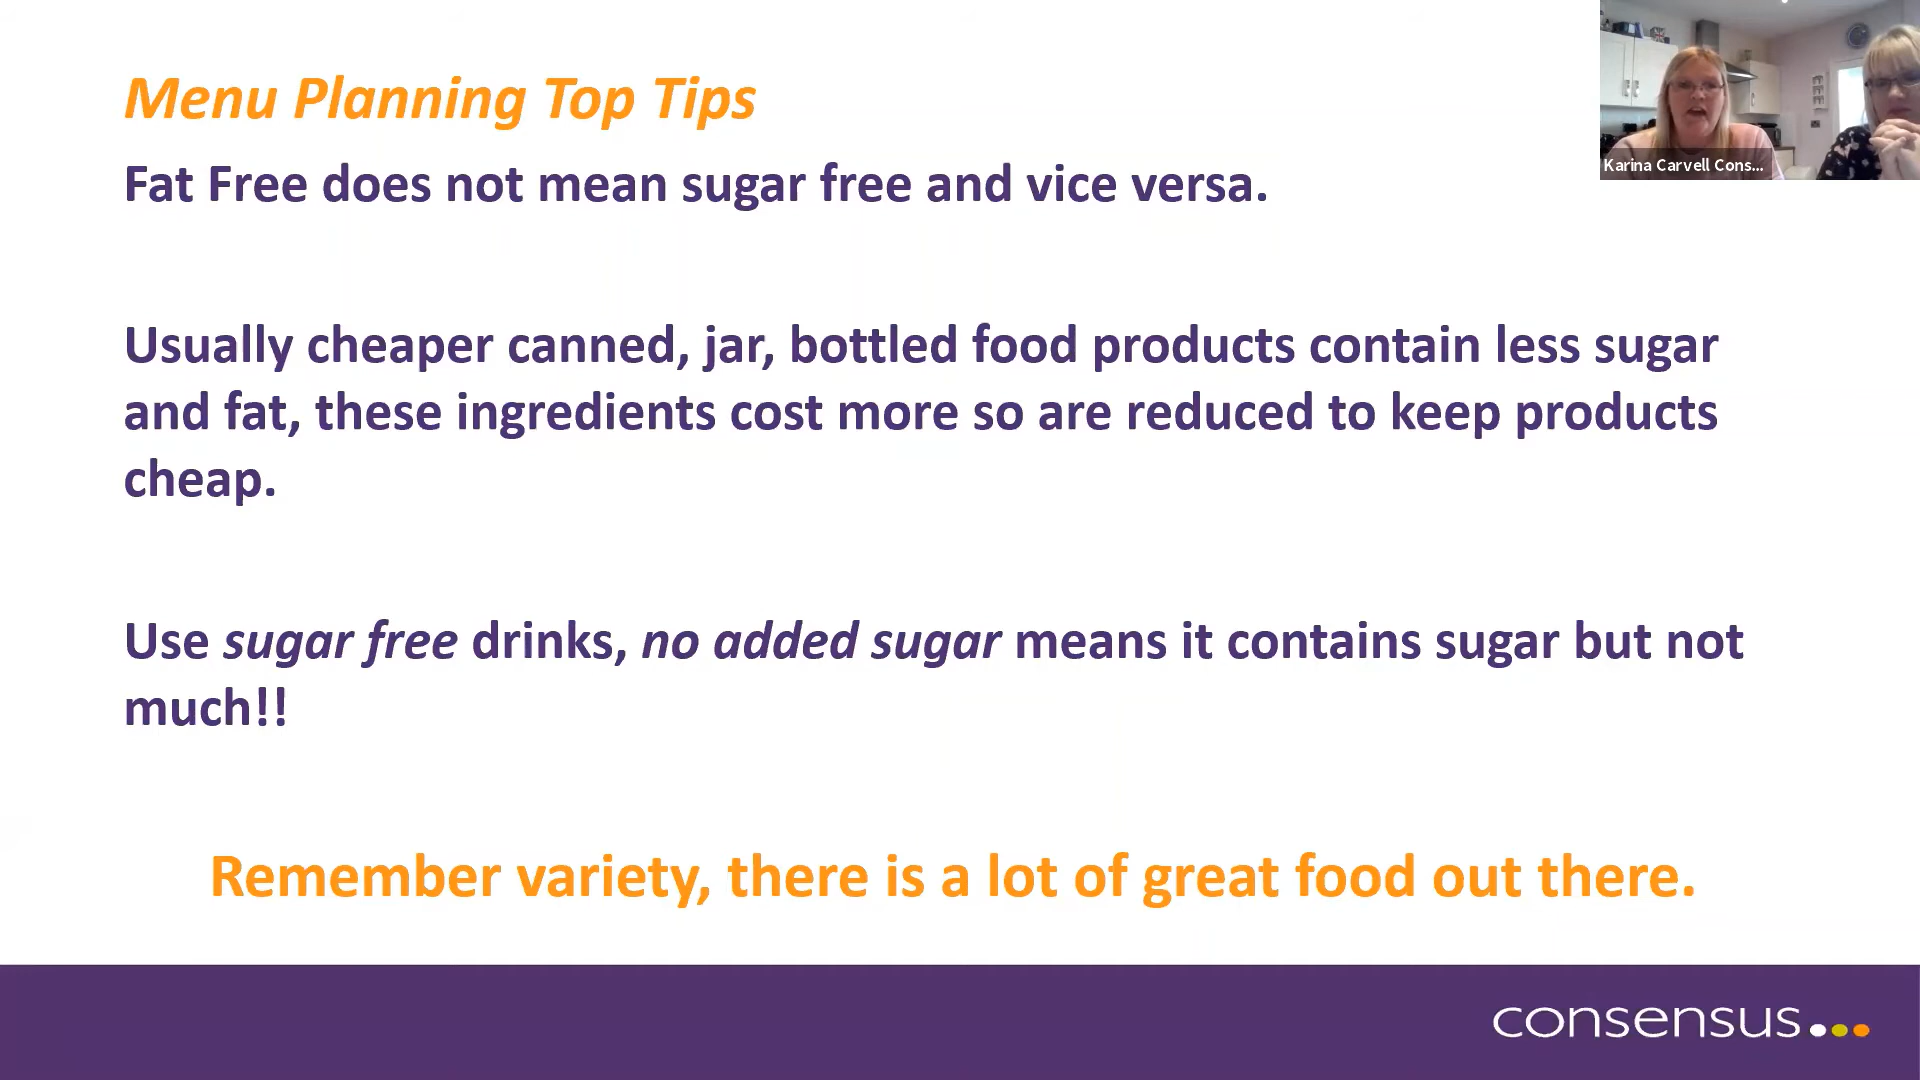 Menu Planning Top Tips
Karina Carvell Cons...
Fat Free does not mean sugar free and vice versa.
Usually cheaper canned, jar, bottled food products contain less sugar
and fat, these ingredients cost more so are reduced to keep products
cheap.
Use sugar free drinks, no added sugar means it contains sugar but not
much!!
Remember variety, there is a lot of great food out there.
consensus